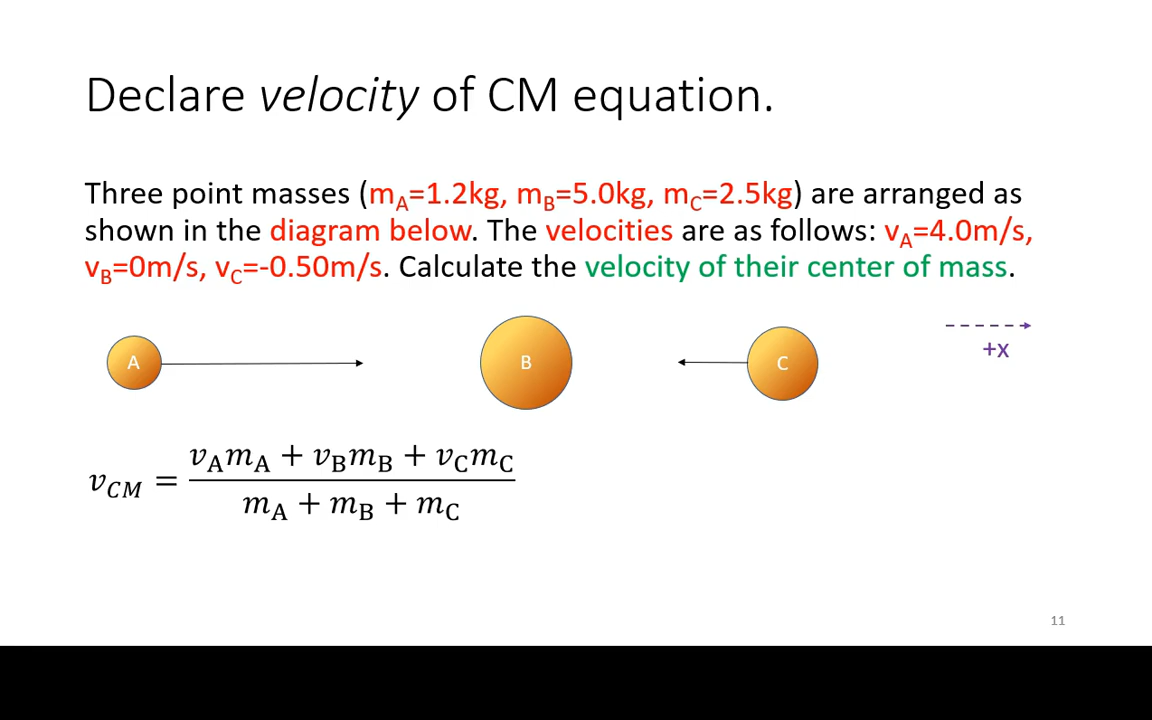 Declare velocity of CM equation.
Three point masses (m_A=1.2kg, m_B=5.0kg, m_C=2.5kg) are arranged as
shown in the diagram below. The velocities are as follows: v_A=4.0m/s,
v_B=0m/s, v_C=-0.50m/s. Calculate the velocity of their center of mass.
+x
A
B
C
v_CM = (v_A m_A + v_B m_B + v_C m_C) / (m_A + m_B + m_C)
11